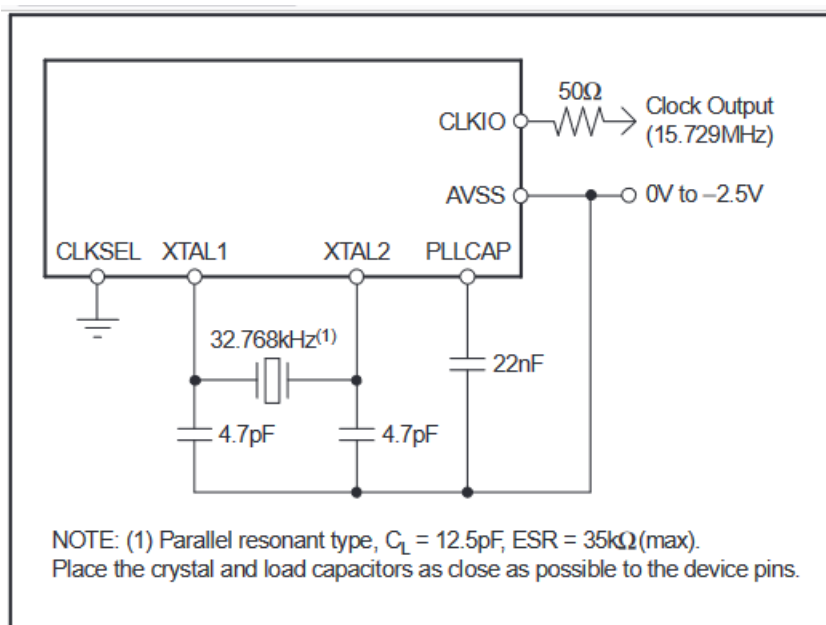 50Ω
CLKIO
Clock Output
(15.729MHz)
AVSS
0V to –2.5V
CLKSEL XTAL1 XTAL2 PLLCAP
32.768kHz(1)
22nF
4.7pF 4.7pF
NOTE: (1) Parallel resonant type, CL = 12.5pF, ESR = 35kΩ(max).
Place the crystal and load capacitors as close as possible to the device pins.